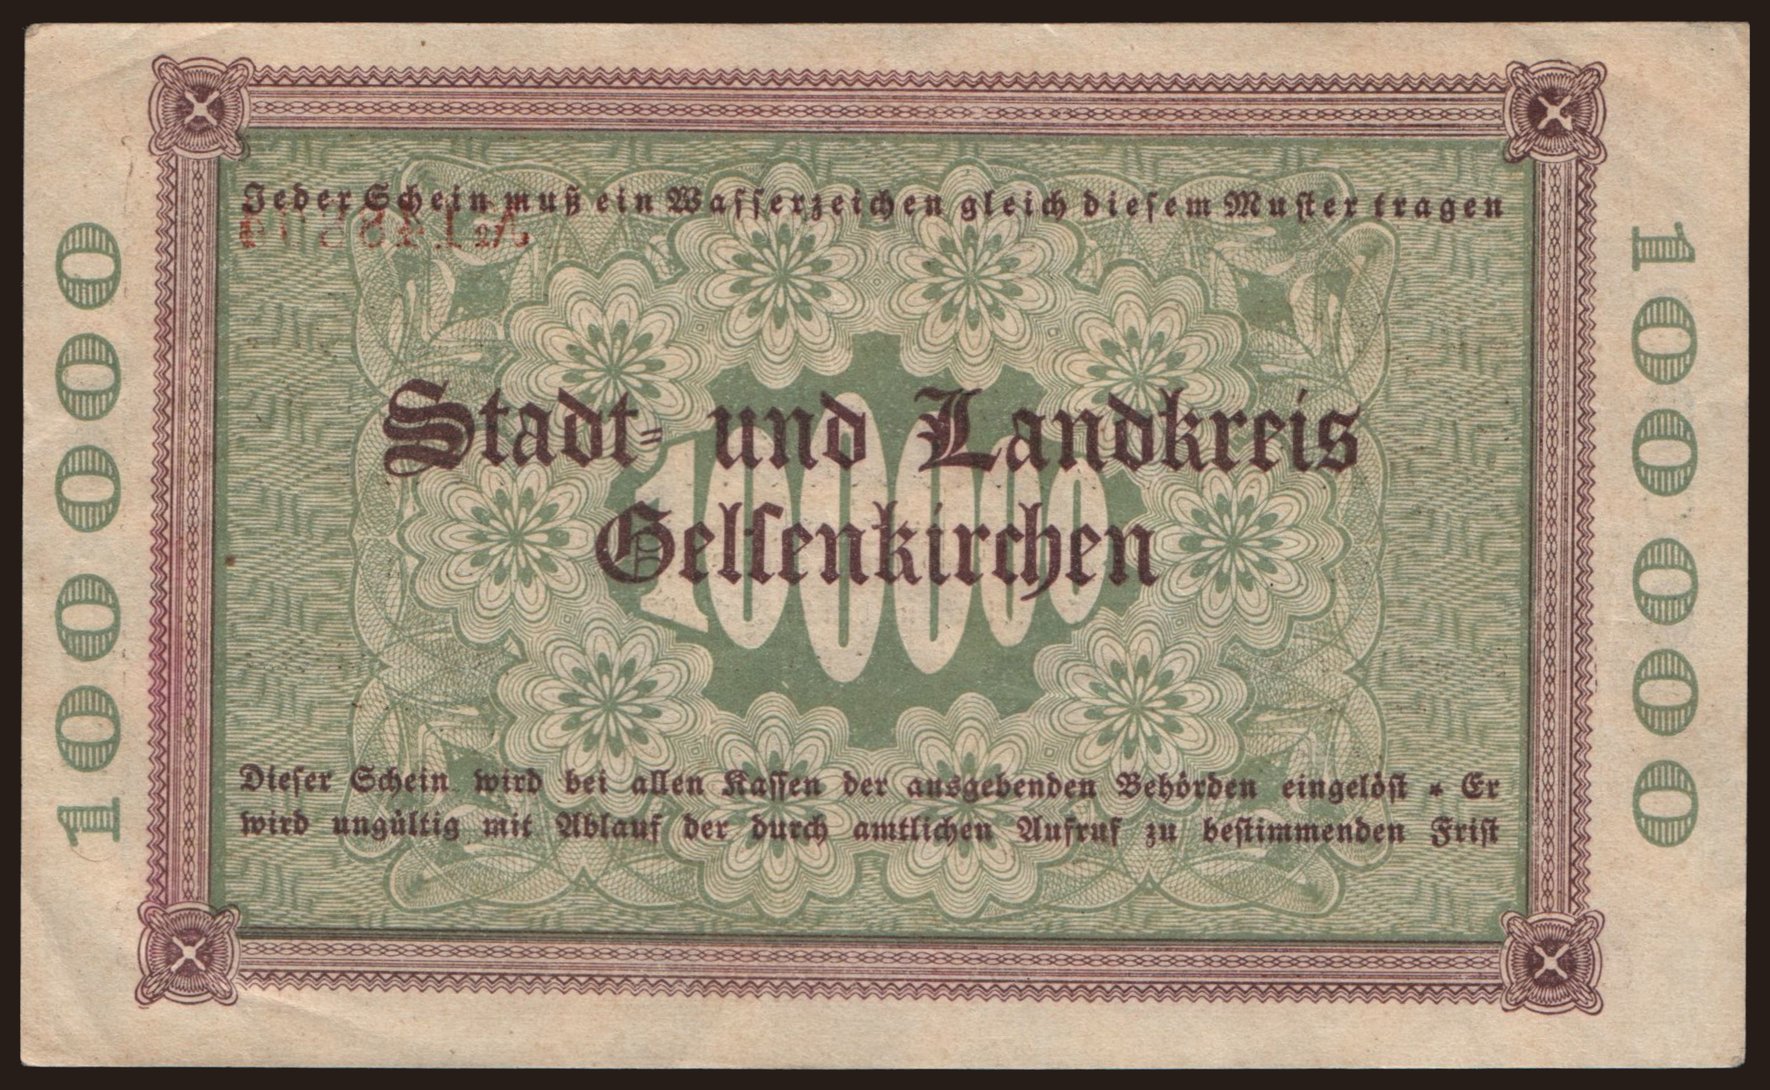 Jeder Schein muß ein Wasserzeichen gleich diesem Muster tragen
100000
100000
Stadt- und Landkreis
100000
Gelsenkirchen
Dieser Schein wird bei allen Kassen der ausgebenden Behörden eingelöst * Er
wird ungültig mit Ablauf der durch amtlichen Aufruf zu bestimmenden Frist